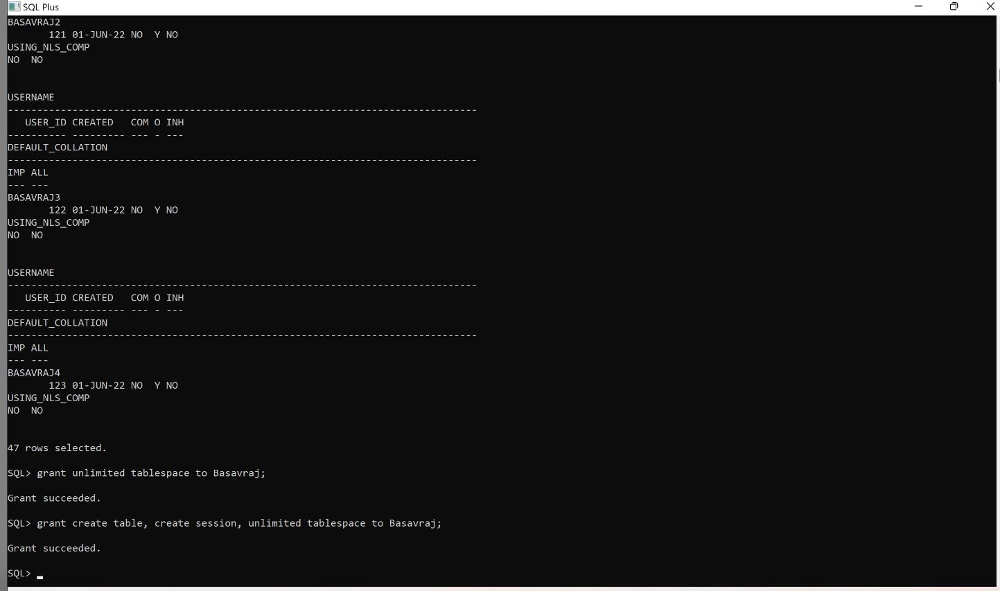 SQL Plus
BASAVRAJ2
       121 01-JUN-22 NO  Y NO
USING_NLS_COMP
NO  NO
USERNAME
--------------------------------------------------------------------------------
   USER_ID CREATED   COM O INH
---------- --------- --- - ---
DEFAULT_COLLATION
--------------------------------------------------------------------------------
IMP ALL
--- ---
BASAVRAJ3
       122 01-JUN-22 NO  Y NO
USING_NLS_COMP
NO  NO
USERNAME
--------------------------------------------------------------------------------
   USER_ID CREATED   COM O INH
---------- --------- --- - ---
DEFAULT_COLLATION
--------------------------------------------------------------------------------
IMP ALL
--- ---
BASAVRAJ4
       123 01-JUN-22 NO  Y NO
USING_NLS_COMP
NO  NO
47 rows selected.
SQL> grant unlimited tablespace to Basavraj;
Grant succeeded.
SQL> grant create table, create session, unlimited tablespace to Basavraj;
Grant succeeded.
SQL>